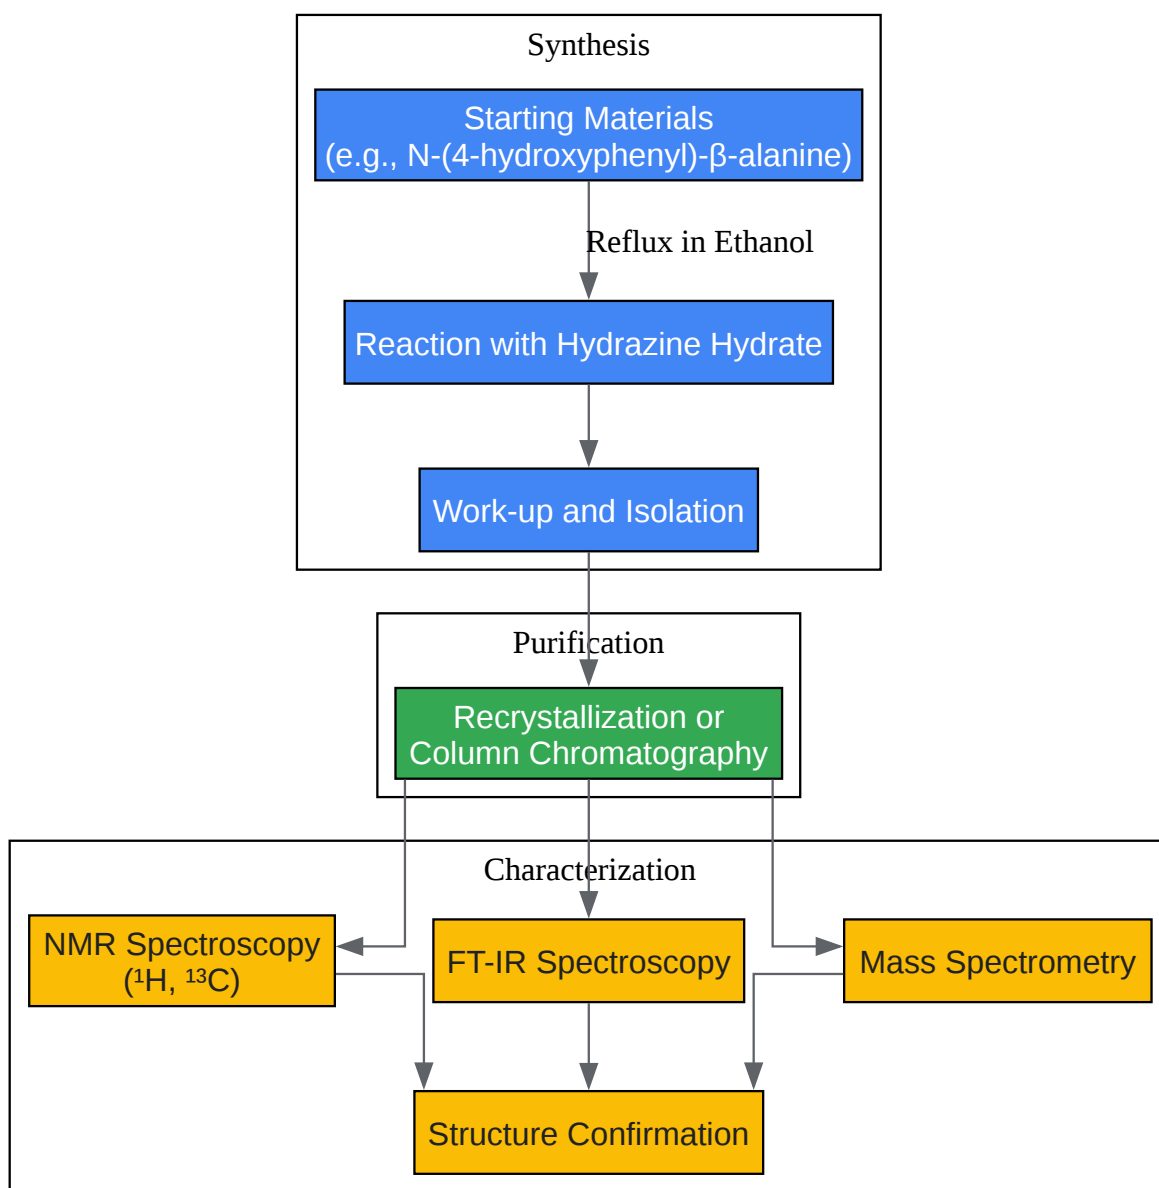 Synthesis
Starting Materials
(e.g., N-(4-hydroxyphenyl)-β-alanine)
Reflux in Ethanol
Reaction with Hydrazine Hydrate
Work-up and Isolation
Purification
Recrystallization or
Column Chromatography
Characterization
NMR Spectroscopy
(¹H, ¹³C)
FT-IR Spectroscopy
Mass Spectrometry
Structure Confirmation